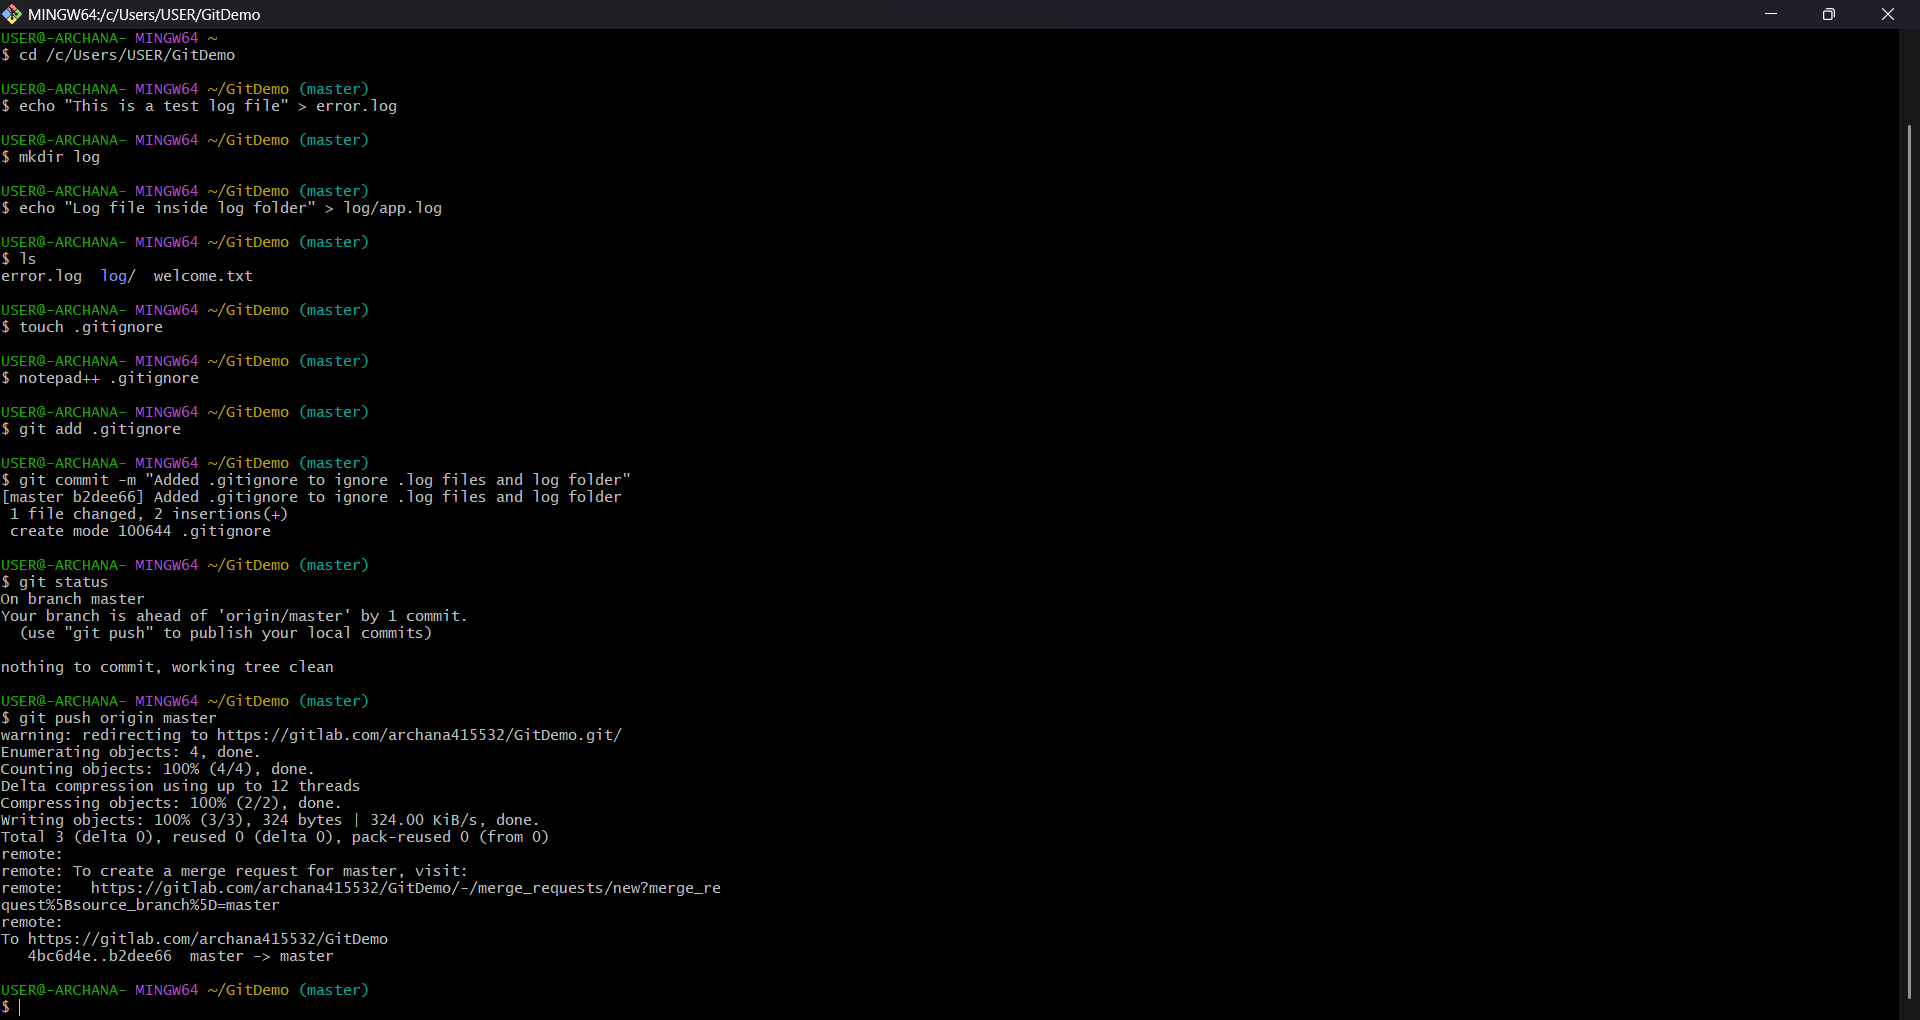 MINGW64:/c/Users/USER/GitDemo
USER@-ARCHANA- MINGW64 ~
$ cd /c/Users/USER/GitDemo
USER@-ARCHANA- MINGW64 ~/GitDemo (master)
$ echo "This is a test log file" > error.log
USER@-ARCHANA- MINGW64 ~/GitDemo (master)
$ mkdir log
USER@-ARCHANA- MINGW64 ~/GitDemo (master)
$ echo "Log file inside log folder" > log/app.log
USER@-ARCHANA- MINGW64 ~/GitDemo (master)
$ ls
error.log  log/  welcome.txt
USER@-ARCHANA- MINGW64 ~/GitDemo (master)
$ touch .gitignore
USER@-ARCHANA- MINGW64 ~/GitDemo (master)
$ notepad++ .gitignore
USER@-ARCHANA- MINGW64 ~/GitDemo (master)
$ git add .gitignore
USER@-ARCHANA- MINGW64 ~/GitDemo (master)
$ git commit -m "Added .gitignore to ignore .log files and log folder"
[master b2dee66] Added .gitignore to ignore .log files and log folder
 1 file changed, 2 insertions(+)
 create mode 100644 .gitignore
USER@-ARCHANA- MINGW64 ~/GitDemo (master)
$ git status
On branch master
Your branch is ahead of 'origin/master' by 1 commit.
  (use "git push" to publish your local commits)
nothing to commit, working tree clean
USER@-ARCHANA- MINGW64 ~/GitDemo (master)
$ git push origin master
warning: redirecting to https://gitlab.com/archana415532/GitDemo.git/
Enumerating objects: 4, done.
Counting objects: 100% (4/4), done.
Delta compression using up to 12 threads
Compressing objects: 100% (2/2), done.
Writing objects: 100% (3/3), 324 bytes | 324.00 KiB/s, done.
Total 3 (delta 0), reused 0 (delta 0), pack-reused 0 (from 0)
remote:
remote: To create a merge request for master, visit:
remote:   https://gitlab.com/archana415532/GitDemo/-/merge_requests/new?merge_re
quest%5Bsource_branch%5D=master
remote:
To https://gitlab.com/archana415532/GitDemo
   4bc6d4e..b2dee66  master -> master
USER@-ARCHANA- MINGW64 ~/GitDemo (master)
$